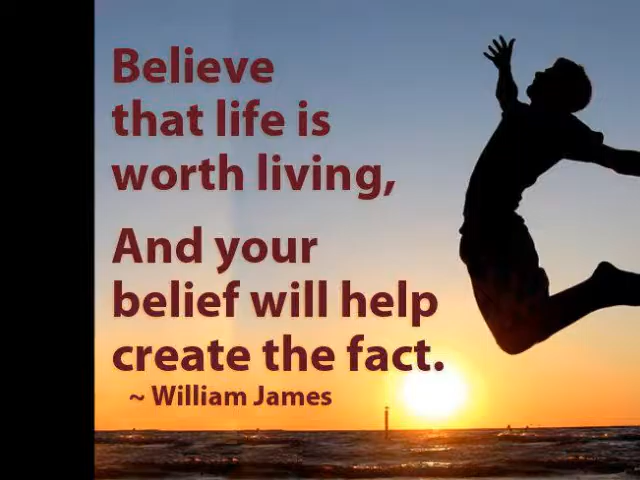 Believe
that life is
worth living,
And your
belief will help
create the fact.
~ William James